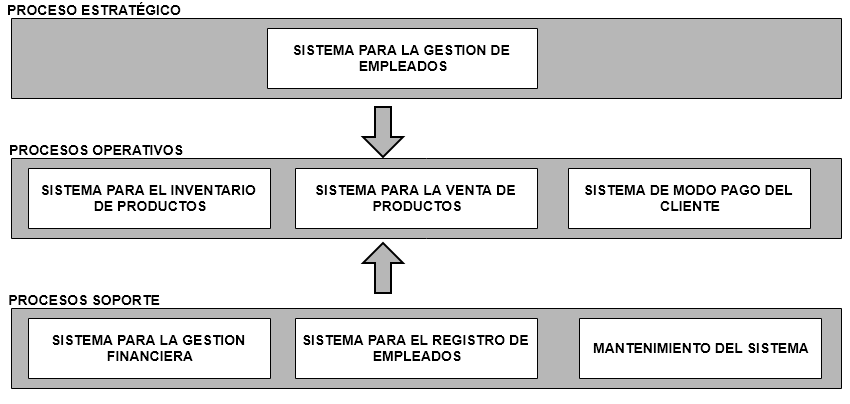 PROCESO ESTRATÉGICO
SISTEMA PARA LA GESTION DE
EMPLEADOS
PROCESOS OPERATIVOS
SISTEMA PARA EL INVENTARIO
DE PRODUCTOS
SISTEMA PARA LA VENTA DE
PRODUCTOS
SISTEMA DE MODO PAGO DEL
CLIENTE
PROCESOS SOPORTE
SISTEMA PARA LA GESTION
FINANCIERA
SISTEMA PARA EL REGISTRO DE
EMPLEADOS
MANTENIMIENTO DEL SISTEMA